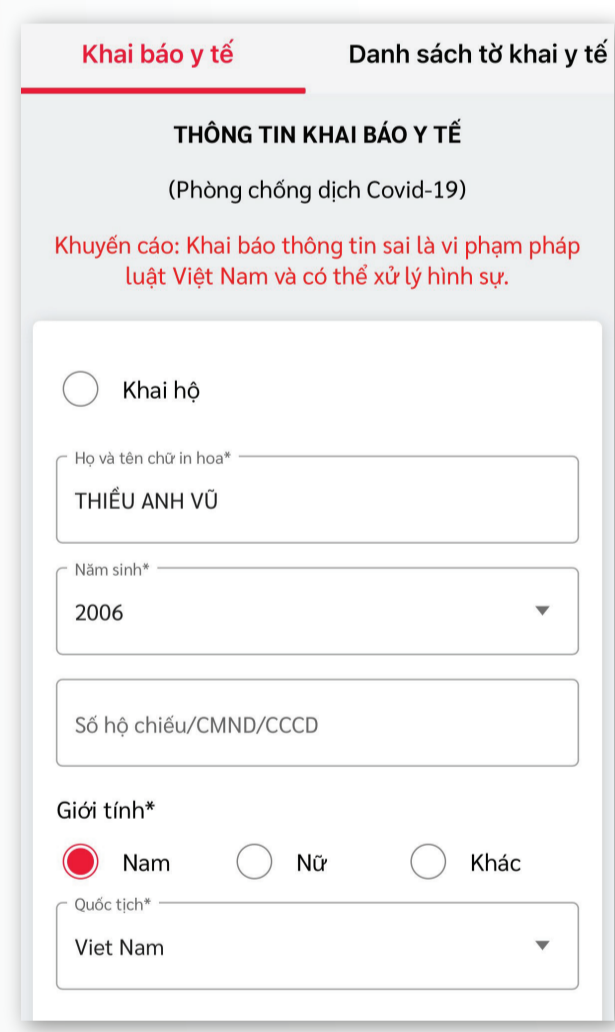 Khai báo y tế
Danh sách tờ khai y tế
THÔNG TIN KHAI BÁO Y TẾ
(Phòng chống dịch Covid-19)
Khuyến cáo: Khai báo thông tin sai là vi phạm pháp
luật Việt Nam và có thể xử lý hình sự.
Khai hộ
Họ và tên chữ in hoa*
THIỀU ANH VŨ
Năm sinh*
2006
Số hộ chiếu/CMND/CCCD
Giới tính*
Nam Nữ Khác
Quốc tịch*
Viet Nam